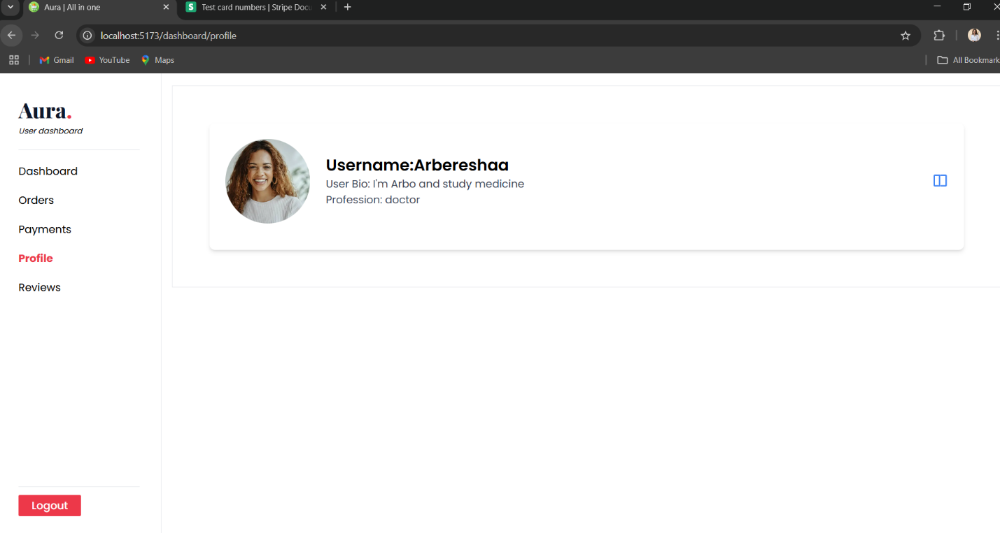 Aura | All in one
Test card numbers | Stripe Docu
localhost:5173/dashboard/profile
Gmail
YouTube
Maps
All Bookmark
Aura.
User dashboard
Dashboard
Orders
Payments
Profile
Reviews
Logout
Username:Arbereshaa
User Bio: I'm Arbo and study medicine
Profession: doctor